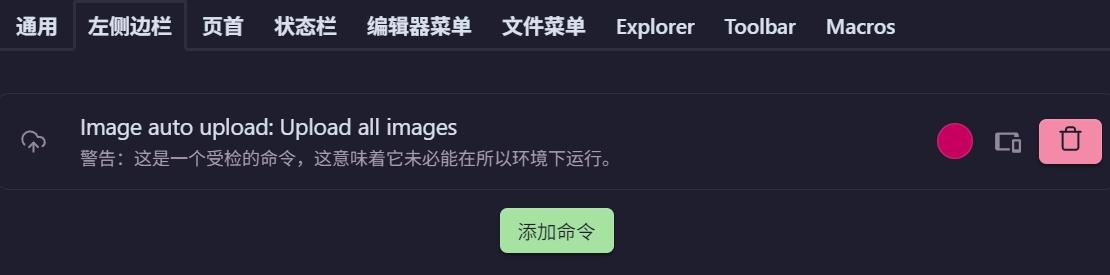 通用 左侧边栏 页首 状态栏 编辑器菜单 文件菜单 Explorer Toolbar Macros
Image auto upload: Upload all images
警告：这是一个受检的命令，这意味着它未必能在所以环境下运行。
添加命令